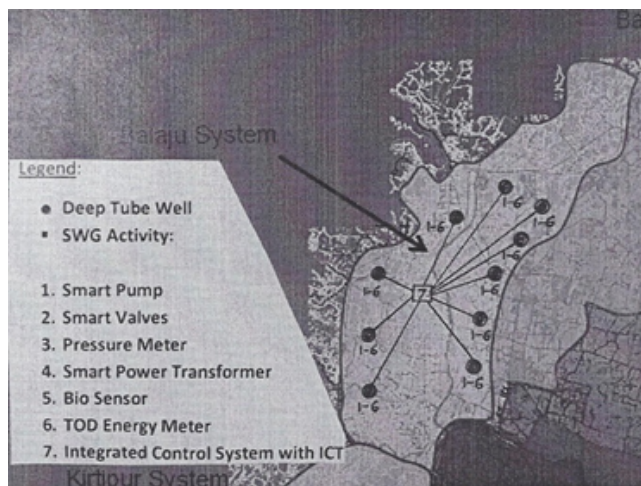 Ba
Balaju System
Legend:
Deep Tube Well
SWG Activity:
1. Smart Pump
2. Smart Valves
3. Pressure Meter
4. Smart Power Transformer
5. Bio Sensor
6. TOD Energy Meter
7. Integrated Control System with ICT
Kirtipur System
1-6
1-6
1-6
1-6
1-6
1-6
7
1-6
1-6
1-6
1-6